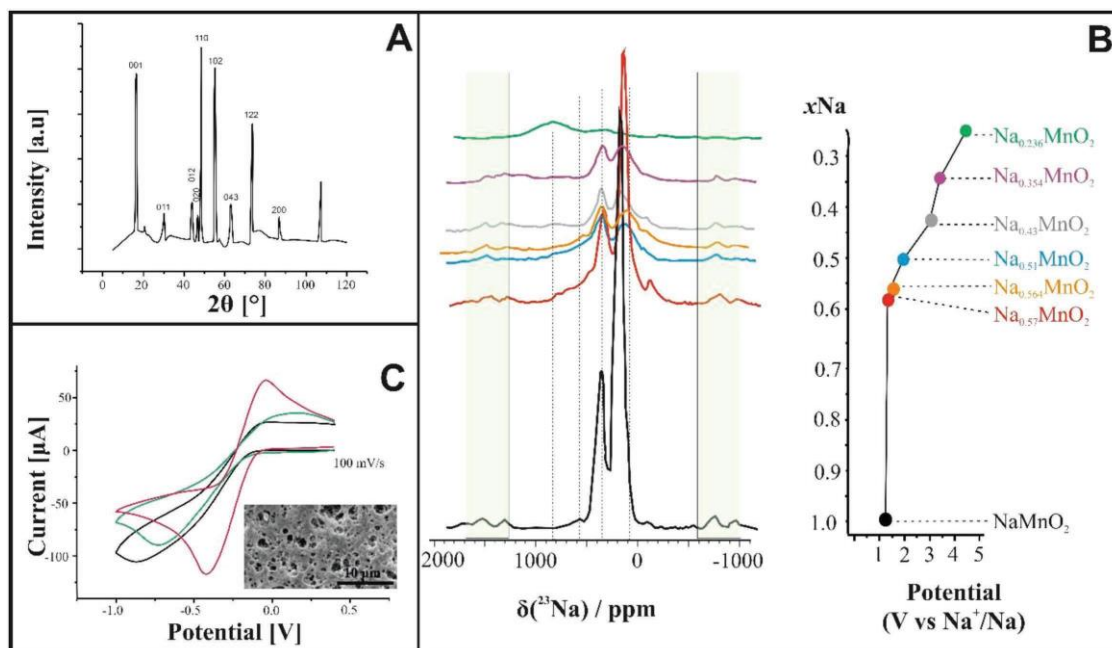 A
Intensity [a.u]
001
011
012
020
110
102
043
122
200
0
20
40
60
80
100
120
2θ [°]
B
2000
1000
0
-1000
δ(²³Na) / ppm
xNa
0.3
0.4
0.5
0.6
0.7
0.8
0.9
1.0
Na₀.₂₃₆MnO₂
Na₀.₃₅₄MnO₂
Na₀.₄₃MnO₂
Na₀.₅₁MnO₂
Na₀.₅₆₄MnO₂
Na₀.₅₇MnO₂
NaMnO₂
1 2 3 4 5
Potential
(V vs Na⁺/Na)
C
Current [µA]
50
0
-50
-100
100 mV/s
10 µm
-1.0
-0.5
0.0
0.5
Potential [V]